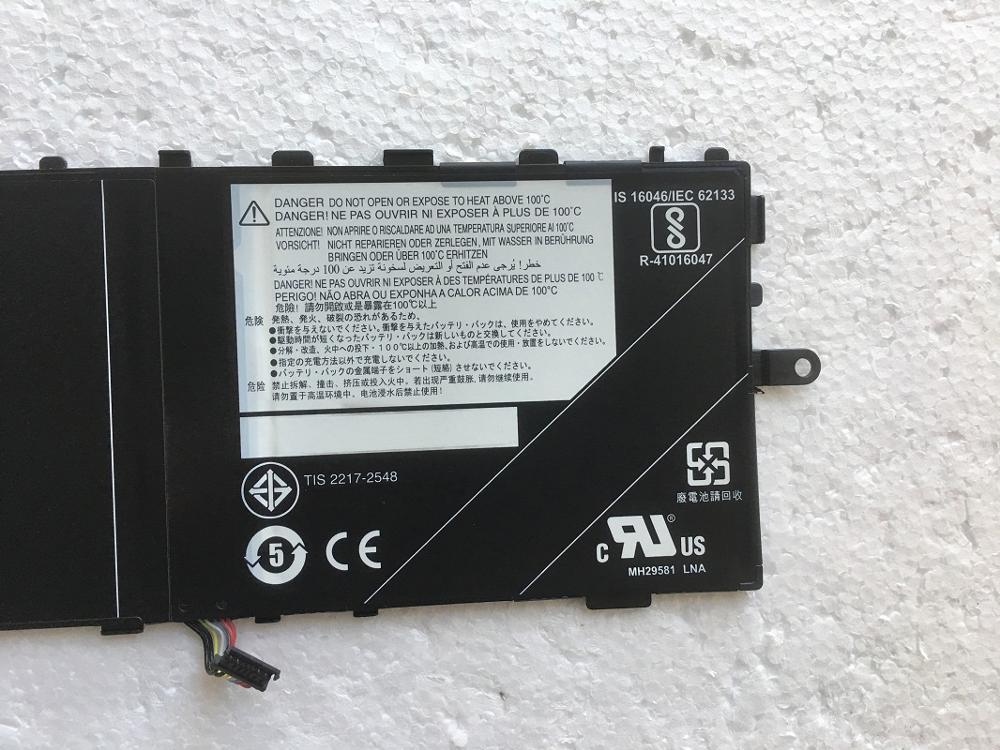 DANGER DO NOT OPEN OR EXPOSE TO HEAT ABOVE 100°C
DANGER! NE PAS OUVRIR NI EXPOSER À PLUS DE 100°C
ATTENZIONE! NON APRIRE O RISCALDARE AD UNA TEMPERATURA SUPERIORE AI 100°C
VORSICHT! NICHT REPARIEREN ODER ZERLEGEN, MIT WASSER IN BERÜHRUNG
BRINGEN ODER ÜBER 100°C ERHITZEN
خطر! يُرجى عدم الفتح أو التعريض لسخونة تزيد عن 100 درجة مئوية
DANGER! NE PAS OUVRIR NI EXPOSER À DES TEMPÉRATURES DE PLUS DE 100 ℃
PERIGO! NÃO ABRA OU EXPONHA A CALOR ACIMA DE 100°C
危險! 請勿開啟或是暴露在100℃以上
危険 発熱、発火、破裂の恐れがあるため、
●衝撃を与えないでください。衝撃を与えたバッテリ・パックは、使用をやめてください。
●駆動時間が短くなったバッテリ・パックは新しいものと交換してください。
●分解・改造、火中への投下・100℃以上の加熱、および高温での使用・放置をしないでください。
●指定の充電方法以外で充電しないでください。
●バッテリ・パックの金属端子をショート (短絡) させないでください。
危险 禁止拆解、撞击、挤压或投入火中。若出现严重鼓胀,请勿继续使用。
请勿置于高温环境中。电池浸水后禁止使用!
IS 16046/IEC 62133
R-41016047
TIS 2217-2548
5
CE
廢電池請回收
C RU ® US
MH29581 LNA